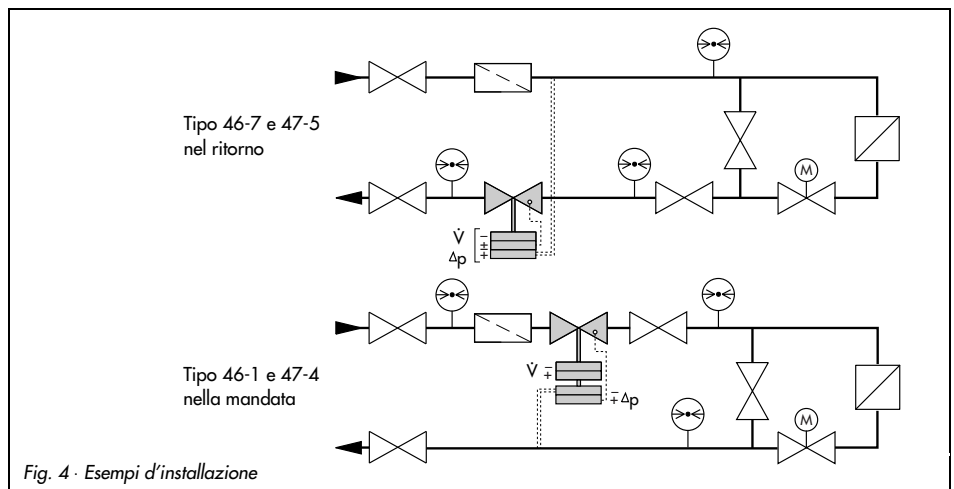 Tipo 46-7 e 47-5
nel ritorno
M
V̇
−
±
+
Δp
Tipo 46-1 e 47-4
nella mandata
V̇ − +
− + Δp
M
Fig. 4 · Esempi d'installazione